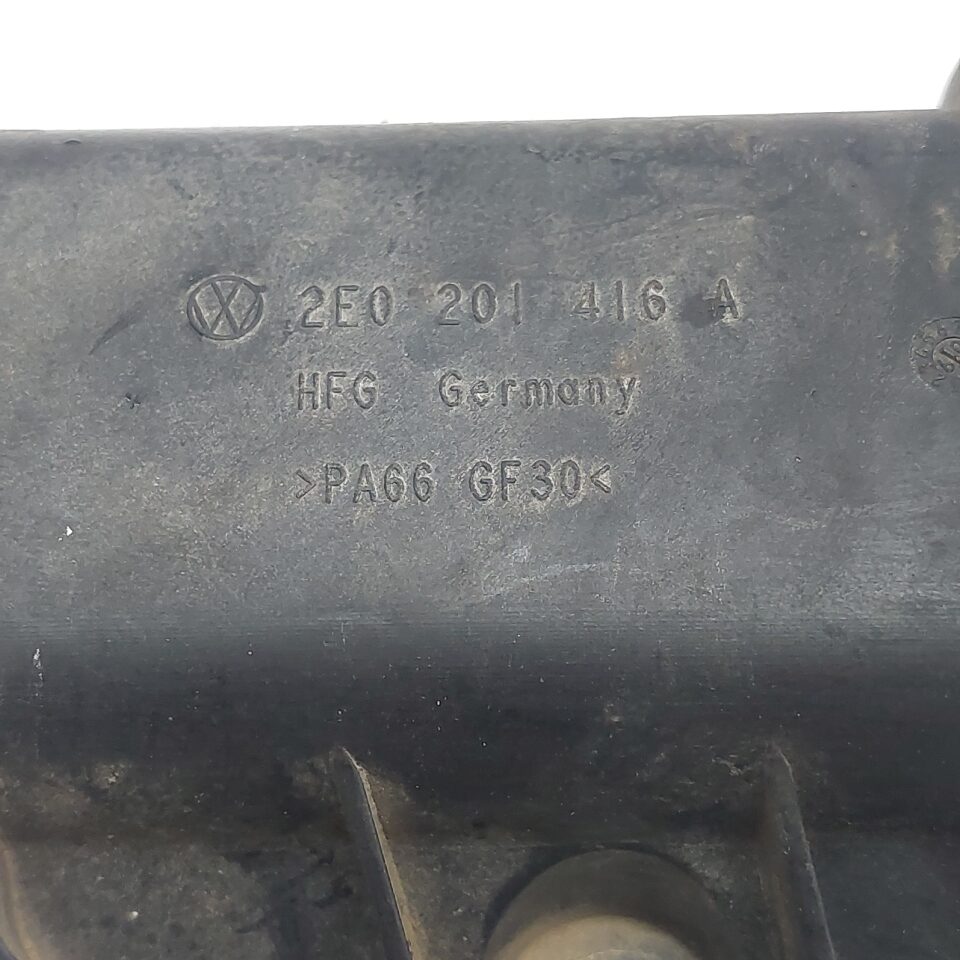 2E0 201 416 A
HFG Germany
>PA66 GF30<